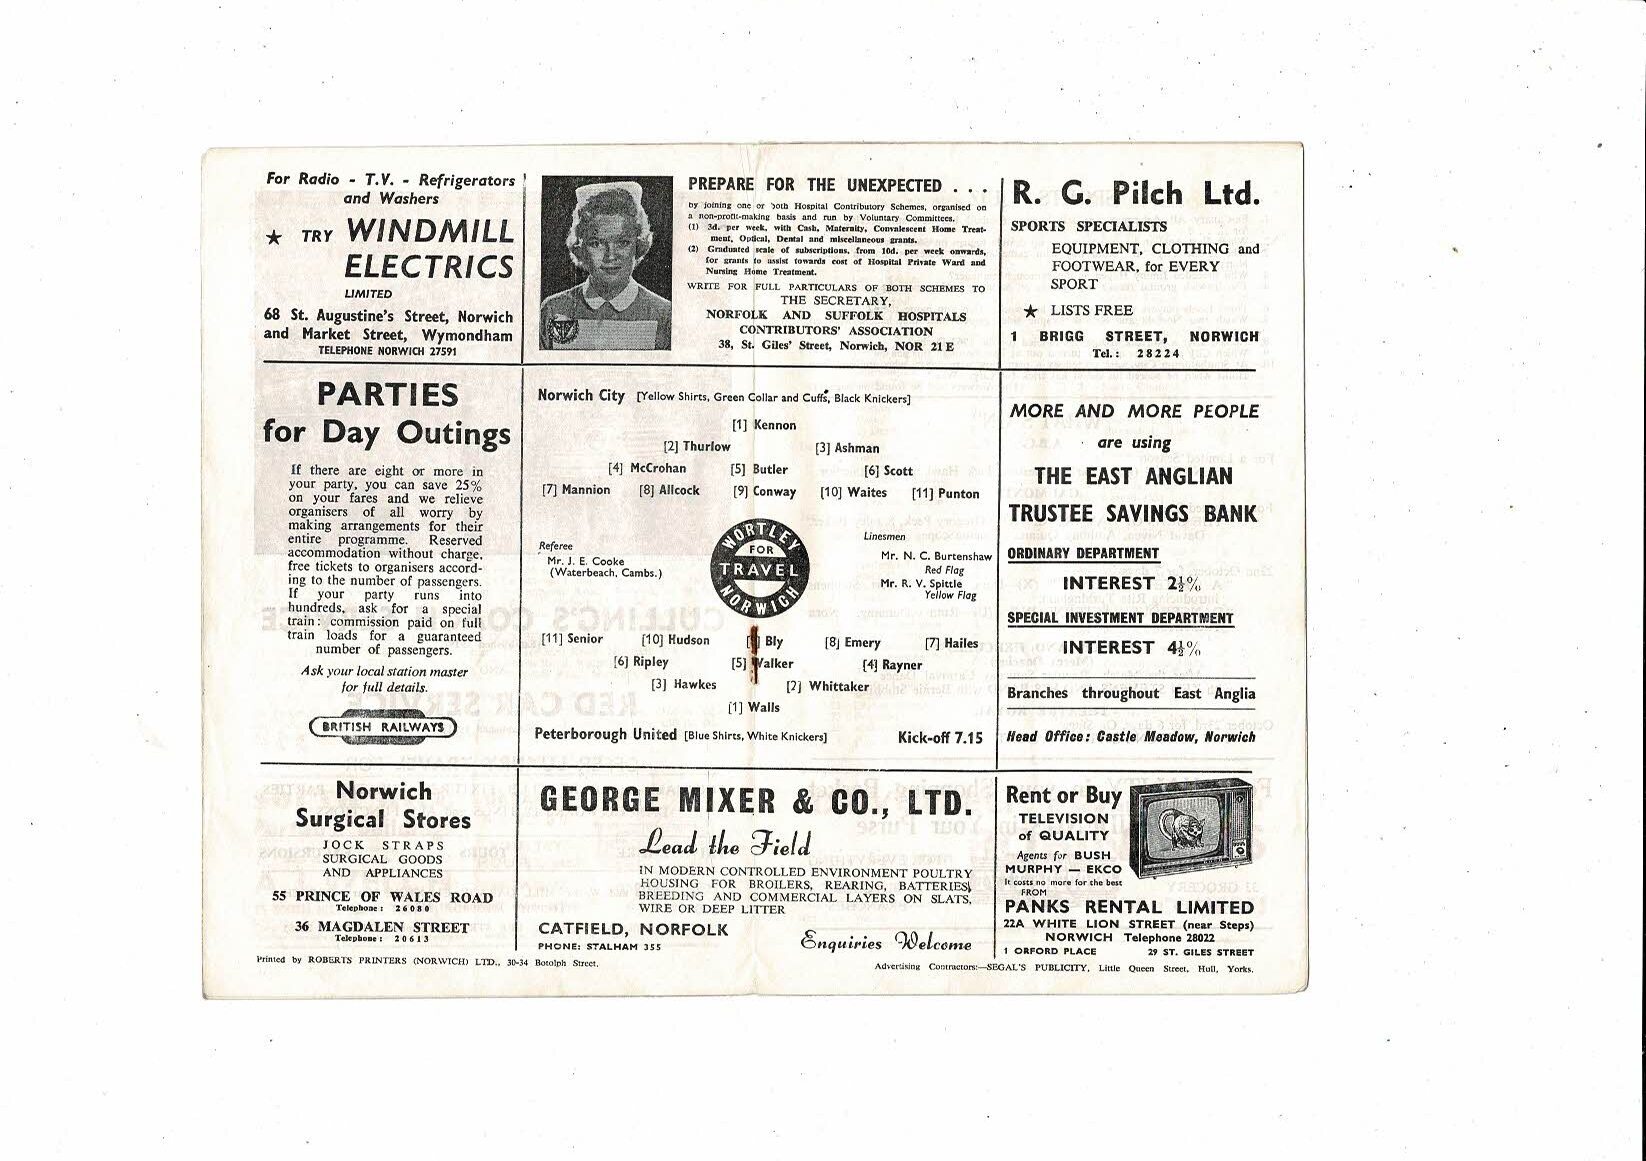 For Radio - T.V. - Refrigerators
and Washers
★ TRY WINDMILL
ELECTRICS
LIMITED
68 St. Augustine's Street, Norwich
and Market Street, Wymondham
TELEPHONE NORWICH 27591
PREPARE FOR THE UNEXPECTED . . .
by joining one or both Hospital Contributory Schemes, organised on
a non-profit-making basis and run by Voluntary Committees.
(1) 3d. per week, with Cash, Maternity, Convalescent Home Treat-
ment, Optical, Dental and miscellaneous grants.
(2) Graduated scale of subscriptions, from 10d. per week onwards,
for grants to assist towards cost of Hospital Private Ward and
Nursing Home Treatment.
WRITE FOR FULL PARTICULARS OF BOTH SCHEMES TO
THE SECRETARY,
NORFOLK AND SUFFOLK HOSPITALS
CONTRIBUTORS' ASSOCIATION
38, St. Giles' Street, Norwich, NOR 21E
R. G. Pilch Ltd.
SPORTS SPECIALISTS
EQUIPMENT, CLOTHING and
FOOTWEAR, for EVERY
SPORT
★ LISTS FREE
1 BRIGG STREET, NORWICH
Tel.: 28224
PARTIES
for Day Outings
If there are eight or more in
your party, you can save 25%
on your fares and we relieve
organisers of all worry by
making arrangements for their
entire programme. Reserved
accommodation without charge,
free tickets to organisers accord-
ing to the number of passengers.
If your party runs into
hundreds, ask for a special
train: commission paid on full
train loads for a guaranteed
number of passengers.
Ask your local station master
for full details.
BRITISH RAILWAYS
Norwich City [Yellow Shirts, Green Collar and Cuffs, Black Knickers]
[1] Kennon
[2] Thurlow [3] Ashman
[4] McCrohan [5] Butler [6] Scott
[7] Mannion [8] Allcock [9] Conway [10] Waites [11] Punton
Referee
Mr. J. E. Cooke
(Waterbeach, Cambs.)
WORTLEY
FOR
TRAVEL
NORWICH
Linesmen
Mr. N. C. Burtenshaw
Red Flag
Mr. R. V. Spittle
Yellow Flag
[11] Senior [10] Hudson Bly [8] Emery [7] Hailes
[6] Ripley [5] Walker [4] Rayner
[3] Hawkes [2] Whittaker
[1] Walls
Peterborough United [Blue Shirts, White Knickers] Kick-off 7.15
MORE AND MORE PEOPLE
are using
THE EAST ANGLIAN
TRUSTEE SAVINGS BANK
ORDINARY DEPARTMENT
INTEREST 2½%
SPECIAL INVESTMENT DEPARTMENT
INTEREST 4½%
Branches throughout East Anglia
Head Office: Castle Meadow, Norwich
Norwich
Surgical Stores
JOCK STRAPS
SURGICAL GOODS
AND APPLIANCES
55 PRINCE OF WALES ROAD
Telephone: 26080
36 MAGDALEN STREET
Telephone: 20613
GEORGE MIXER & CO., LTD.
Lead the Field
IN MODERN CONTROLLED ENVIRONMENT POULTRY
HOUSING FOR BROILERS, REARING, BATTERIES,
BREEDING AND COMMERCIAL LAYERS ON SLATS,
WIRE OR DEEP LITTER
CATFIELD, NORFOLK
PHONE: STALHAM 355
Enquiries Welcome
Rent or Buy
TELEVISION
of QUALITY
Agents for BUSH
MURPHY — EKCO
It costs no more for the best
FROM
PANKS RENTAL LIMITED
22A WHITE LION STREET (near Steps)
NORWICH Telephone 28022
1 ORFORD PLACE 29 ST. GILES STREET
Printed by ROBERTS PRINTERS (NORWICH) LTD., 30-34 Botolph Street.
Advertising Contractors:—SEGAL'S PUBLICITY, Little Queen Street, Hull, Yorks.